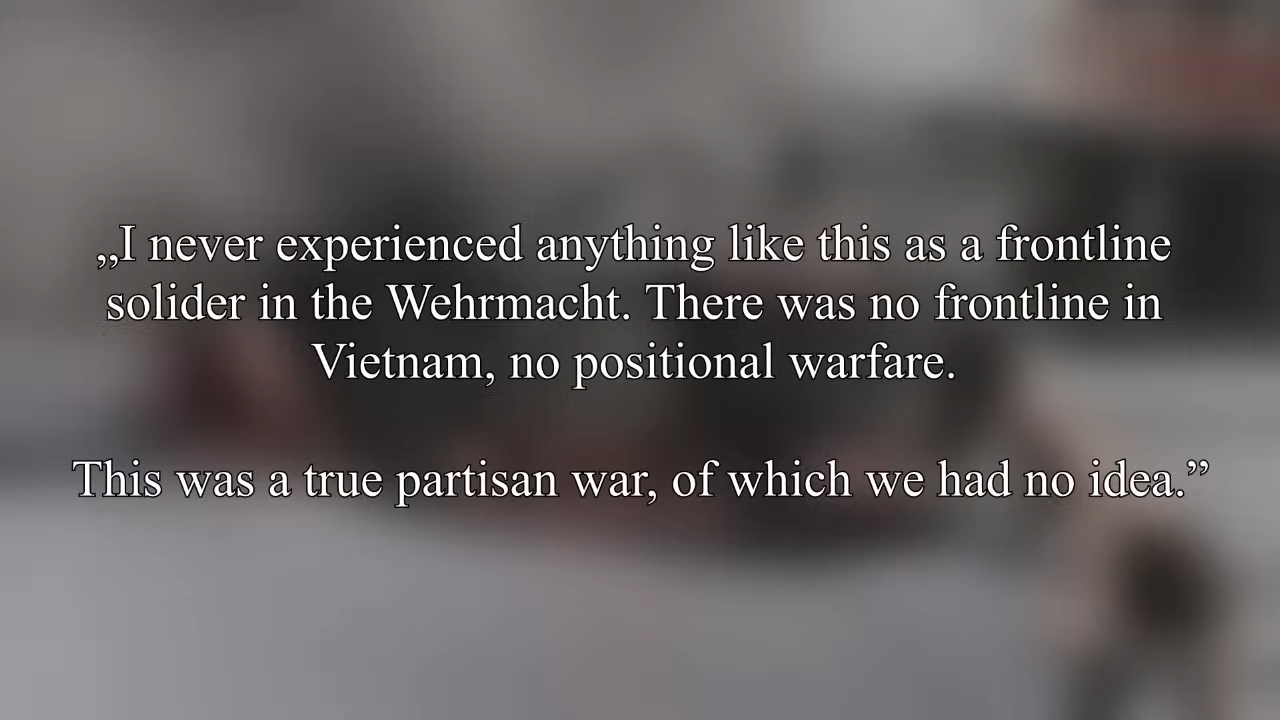 „I never experienced anything like this as a frontline
solider in the Wehrmacht. There was no frontline in
Vietnam, no positional warfare.
This was a true partisan war, of which we had no idea.”